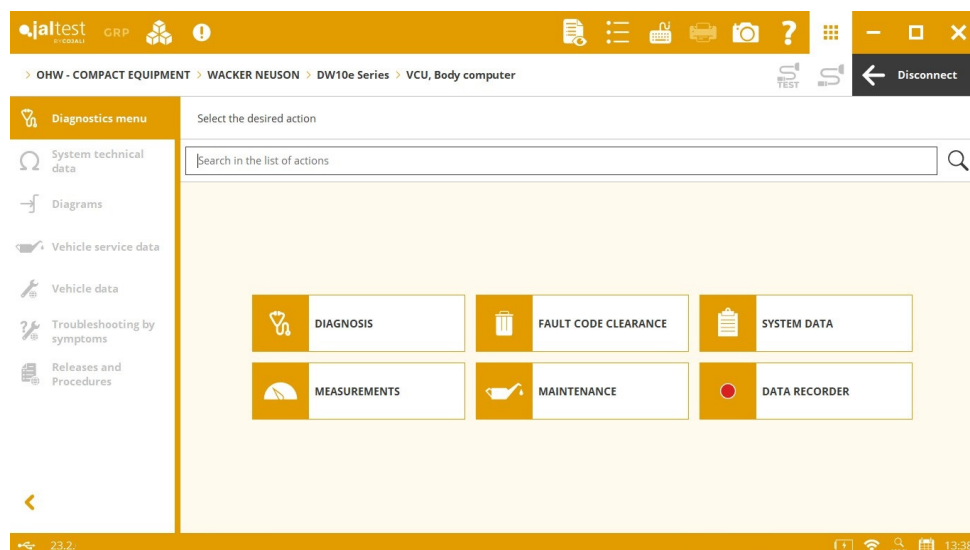 jaltest GRP
BY COJALI
> OHW - COMPACT EQUIPMENT > WACKER NEUSON > DW10e Series > VCU, Body computer
TEST
Disconnect
Diagnostics menu
System technical
data
Diagrams
Vehicle service data
Vehicle data
Troubleshooting by
symptoms
Releases and
Procedures
Select the desired action
Search in the list of actions
DIAGNOSIS
FAULT CODE CLEARANCE
SYSTEM DATA
MEASUREMENTS
MAINTENANCE
DATA RECORDER
23.2.
13:38